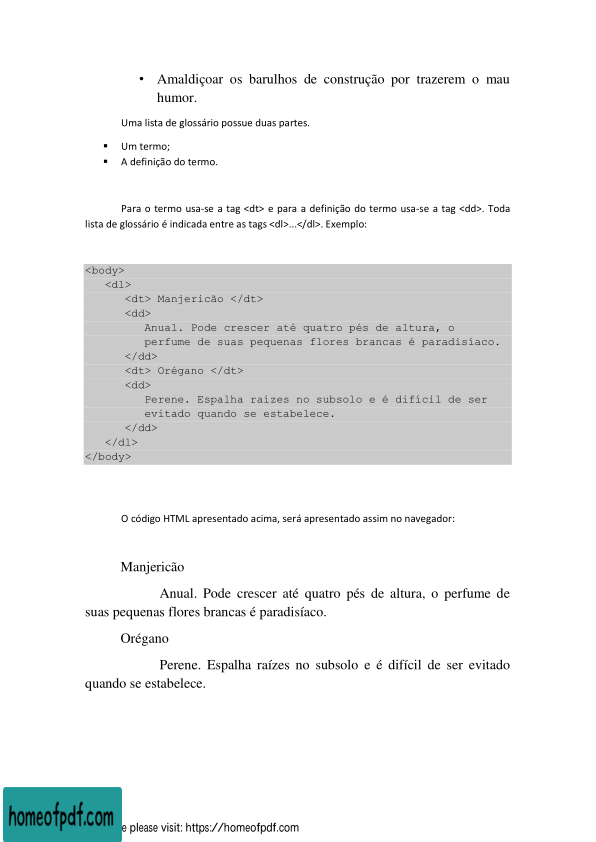 • Amaldiçoar os barulhos de construção por trazerem o mau
humor.
Uma lista de glossário possue duas partes.
▪ Um termo;
▪ A definição do termo.
Para o termo usa-se a tag <dt> e para a definição do termo usa-se a tag <dd>. Toda
lista de glossário é indicada entre as tags <dl>...</dl>. Exemplo:
<body>
<dl>
<dt> Manjericão </dt>
<dd>
Anual. Pode crescer até quatro pés de altura, o
perfume de suas pequenas flores brancas é paradisíaco.
</dd>
<dt> Orégano </dt>
<dd>
Perene. Espalha raízes no subsolo e é difícil de ser
evitado quando se estabelece.
</dd>
</dl>
</body>
O código HTML apresentado acima, será apresentado assim no navegador:
Manjericão
Anual. Pode crescer até quatro pés de altura, o perfume de
suas pequenas flores brancas é paradisíaco.
Orégano
Perene. Espalha raízes no subsolo e é difícil de ser evitado
quando se estabelece.
homeofpdf.com
e please visit: https://homeofpdf.com